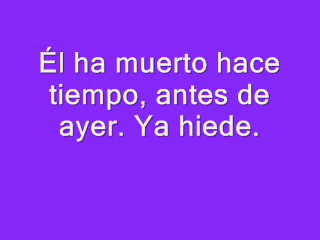 Él ha muerto hace
tiempo, antes de
ayer. Ya hiede.